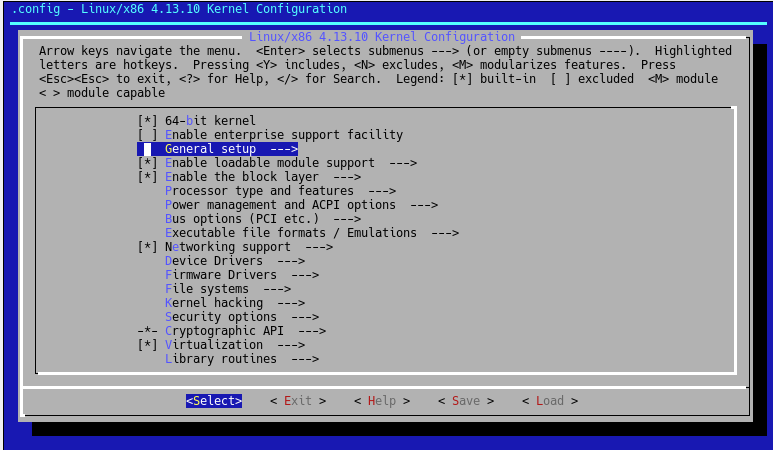 .config - Linux/x86 4.13.10 Kernel Configuration
Linux/x86 4.13.10 Kernel Configuration
Arrow keys navigate the menu.  <Enter> selects submenus ---> (or empty submenus ----).  Highlighted
letters are hotkeys.  Pressing <Y> includes, <N> excludes, <M> modularizes features.  Press
<Esc><Esc> to exit, <?> for Help, </> for Search.  Legend: [*] built-in  [ ] excluded  <M> module
< > module capable
[*] 64-bit kernel
[ ] Enable enterprise support facility
General setup  --->
[*] Enable loadable module support  --->
[*] Enable the block layer  --->
Processor type and features  --->
Power management and ACPI options  --->
Bus options (PCI etc.)  --->
Executable file formats / Emulations  --->
[*] Networking support  --->
Device Drivers  --->
Firmware Drivers  --->
File systems  --->
Kernel hacking  --->
Security options  --->
-*- Cryptographic API  --->
[*] Virtualization  --->
Library routines  --->
<Select>    < Exit >    < Help >    < Save >    < Load >